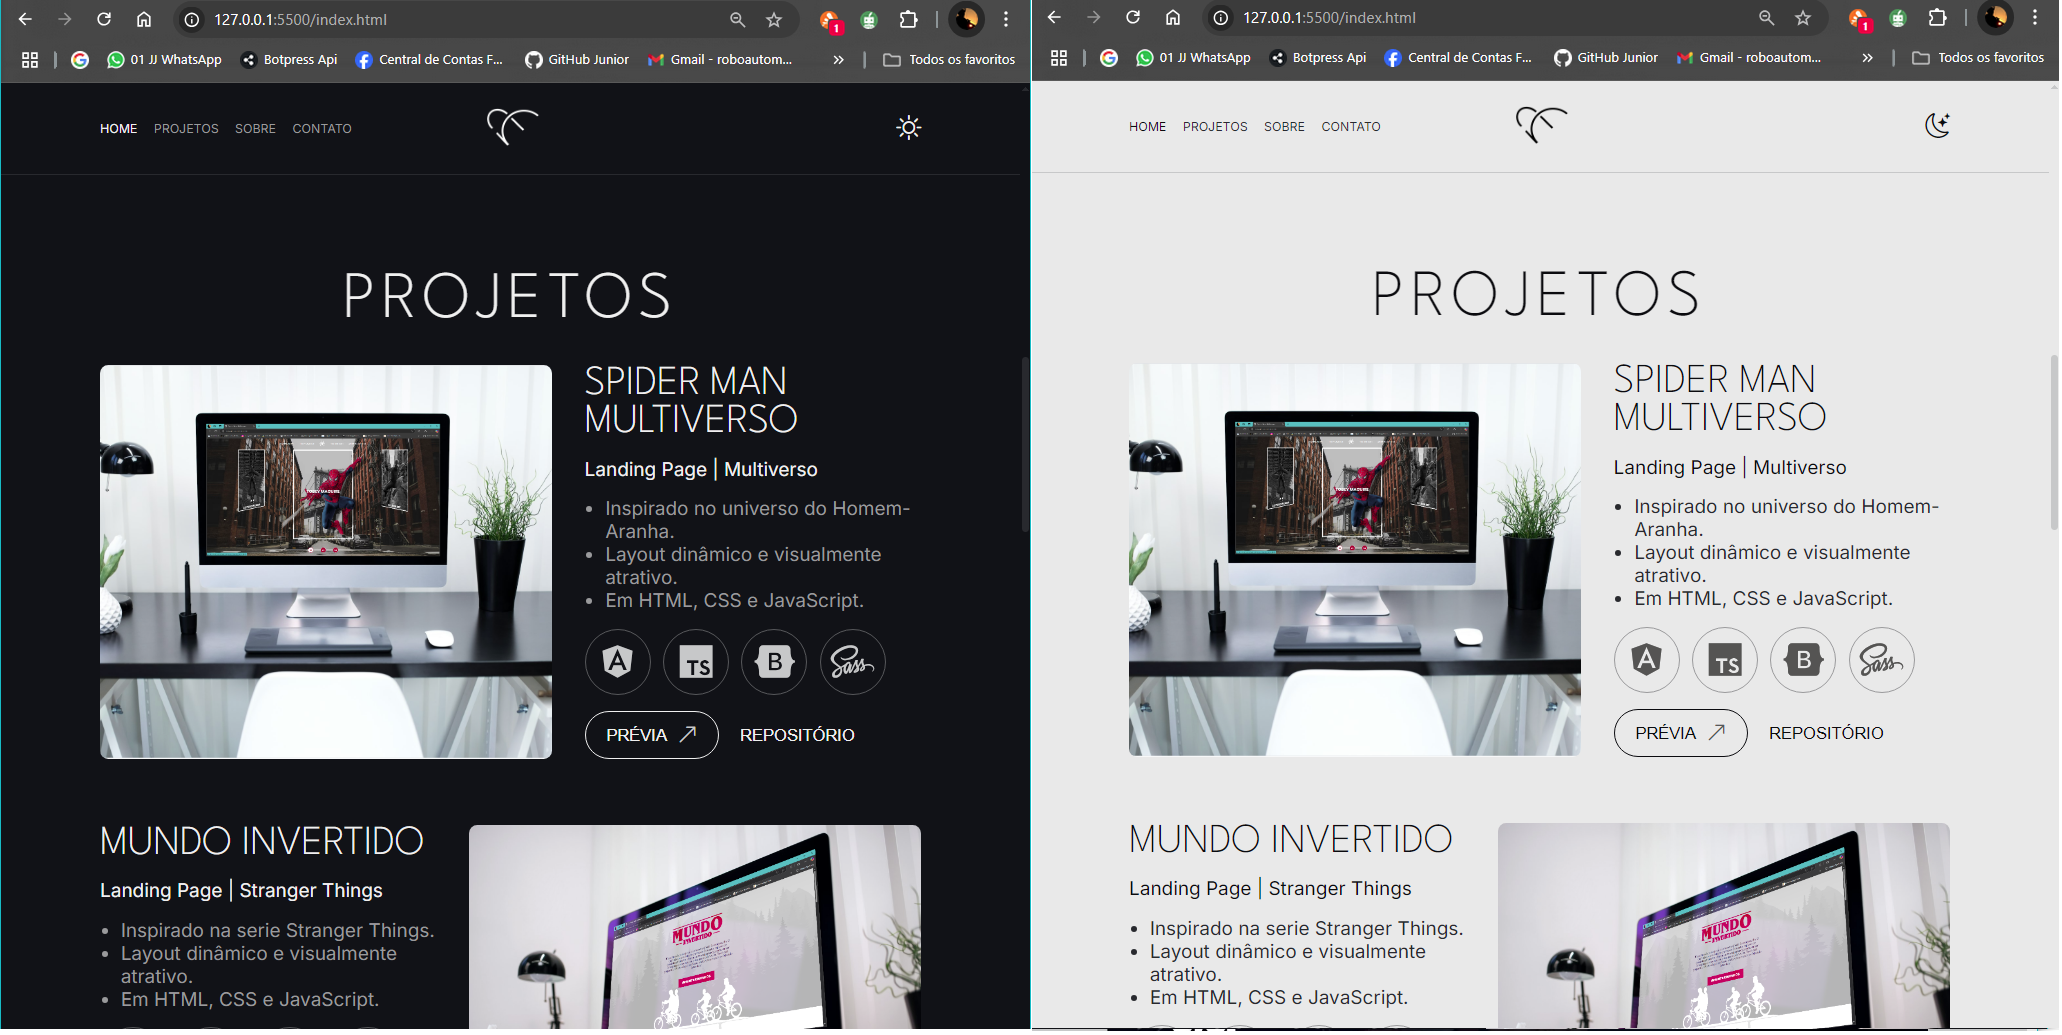 127.0.0.1:5500/index.html
1
01 JJ WhatsApp
Botpress Api
Central de Contas F...
GitHub Junior
Gmail - roboautom...
»
Todos os favoritos
HOME
PROJETOS
SOBRE
CONTATO
PROJETOS
SPIDER MAN
MULTIVERSO
Landing Page | Multiverso
• Inspirado no universo do Homem-
Aranha.
• Layout dinâmico e visualmente
atrativo.
• Em HTML, CSS e JavaScript.
A
TS
B
Sass
PRÉVIA
REPOSITÓRIO
MUNDO INVERTIDO
Landing Page | Stranger Things
• Inspirado na serie Stranger Things.
• Layout dinâmico e visualmente
atrativo.
• Em HTML, CSS e JavaScript.
MUNDO
INVERTIDO
127.0.0.1:5500/index.html
1
01 JJ WhatsApp
Botpress Api
Central de Contas F...
GitHub Junior
Gmail - roboautom...
»
Todos os favoritos
HOME
PROJETOS
SOBRE
CONTATO
PROJETOS
SPIDER MAN
MULTIVERSO
Landing Page | Multiverso
• Inspirado no universo do Homem-
Aranha.
• Layout dinâmico e visualmente
atrativo.
• Em HTML, CSS e JavaScript.
A
TS
B
Sass
PRÉVIA
REPOSITÓRIO
MUNDO INVERTIDO
Landing Page | Stranger Things
• Inspirado na serie Stranger Things.
• Layout dinâmico e visualmente
atrativo.
• Em HTML, CSS e JavaScript.
MUNDO
INVERTIDO